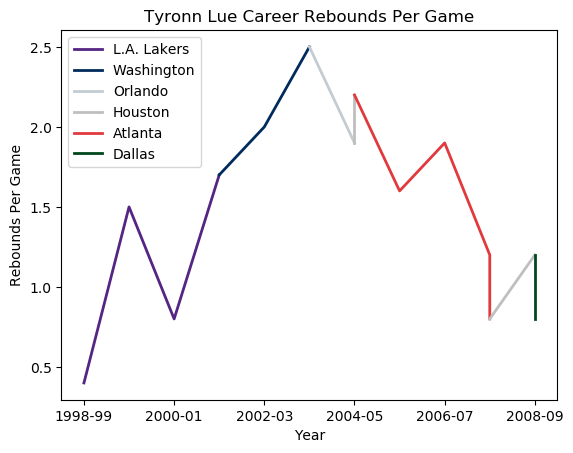 Tyronn Lue Career Rebounds Per Game
L.A. Lakers
Washington
Orlando
Houston
Atlanta
Dallas
2.5
2.0
1.5
1.0
0.5
Rebounds Per Game
1998-99
2000-01
2002-03
2004-05
2006-07
2008-09
Year